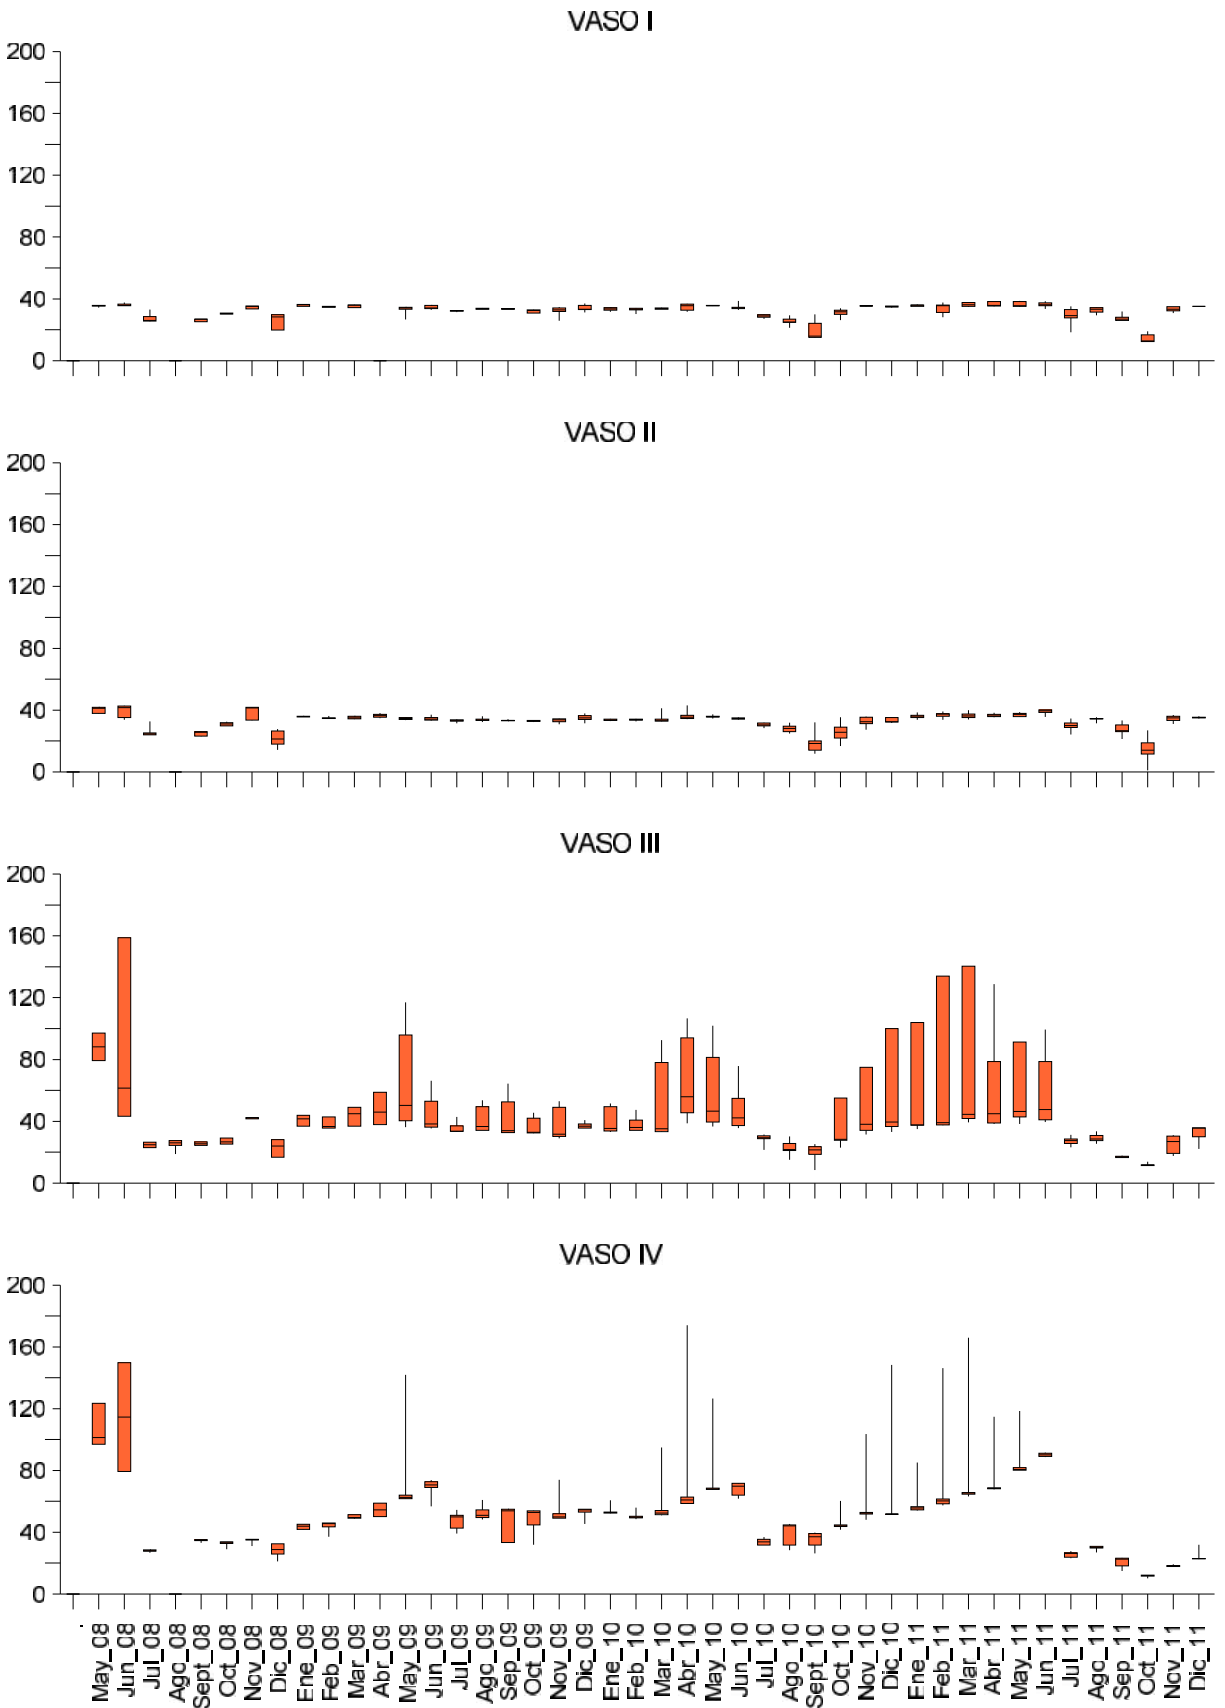 VASO I
200
160
120
80
40
0
VASO II
200
160
120
80
40
0
VASO III
200
160
120
80
40
0
VASO IV
200
160
120
80
40
0
May_08
Jun_08
Jul_08
Ago_08
Sept_08
Oct_08
Nov_08
Dic_08
Ene_09
Feb_09
Mar_09
Abr_09
May_09
Jun_09
Jul_09
Ago_09
Sep_09
Oct_09
Nov_09
Dic_09
Ene_10
Feb_10
Mar_10
Abr_10
May_10
Jun_10
Jul_10
Ago_10
Sept_10
Oct_10
Nov_10
Dic_10
Ene_11
Feb_11
Mar_11
Abr_11
May_11
Jun_11
Jul_11
Ago_11
Sep_11
Oct_11
Nov_11
Dic_11